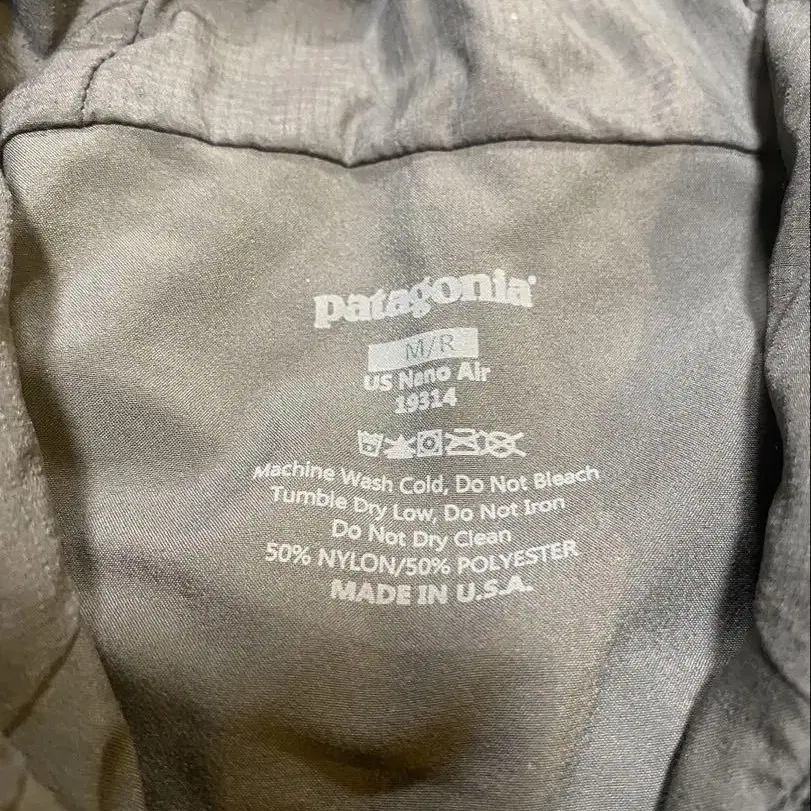 patagonia®
M/R
US Nano Air
19314
Machine Wash Cold, Do Not Bleach
Tumble Dry Low, Do Not Iron
Do Not Dry Clean
50% NYLON/50% POLYESTER
MADE IN U.S.A.